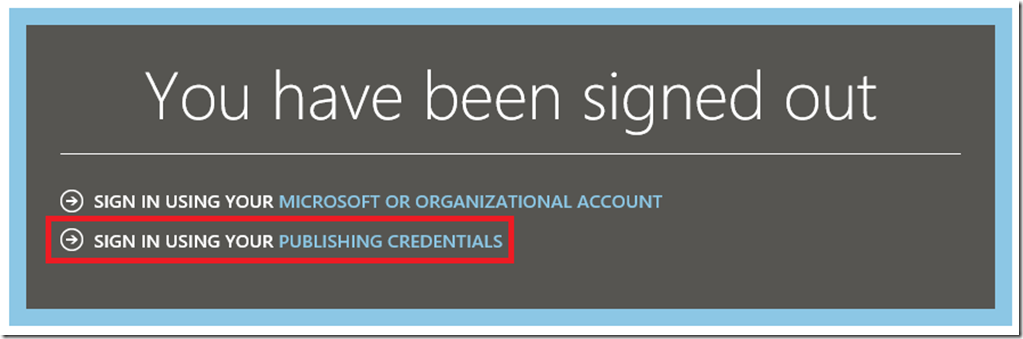 You have been signed out
SIGN IN USING YOUR MICROSOFT OR ORGANIZATIONAL ACCOUNT
SIGN IN USING YOUR PUBLISHING CREDENTIALS